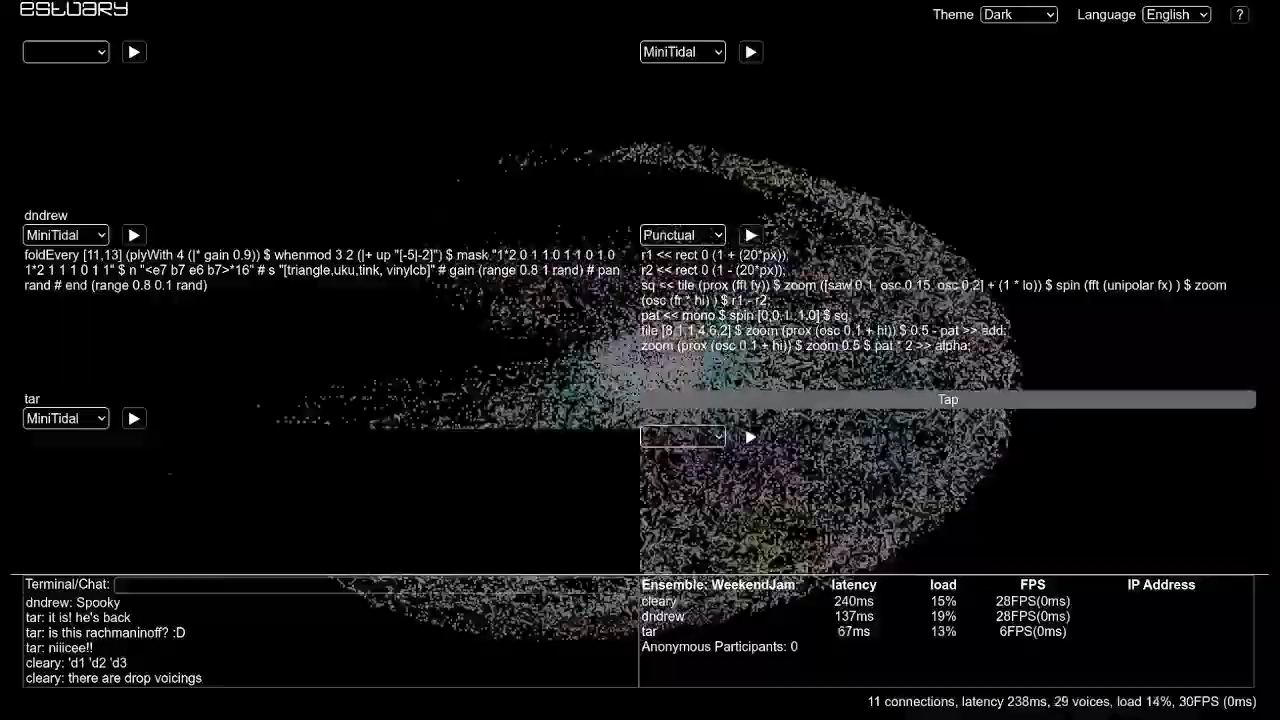 estuary
Theme Dark Language English ?
MiniTidal
dndrew
MiniTidal
foldEvery [11,13] (plyWith 4 (|* gain 0.9)) $ whenmod 3 2 (|+ up "[-5|-2]") $ mask "1*2 0 1 1 0 1 1 0 1 0
1*2 1 1 1 0 1 1" $ n "<e7 b7 e6 b7>*16" # s "[triangle,uku,tink, vinylcb]" # gain (range 0.8 1 rand) # pan
rand # end (range 0.8 0.1 rand)
Punctual
r1 << rect 0 (1 + (20*px));
r2 << rect 0 (1 - (20*px));
sq << tile (prox (fft fy)) $ zoom ([saw 0.1, osc 0.15, osc 0.2] + (1 * lo)) $ spin (fft (unipolar fx) ) $ zoom
(osc (fr * hi) ) $ r1 - r2;
pat << mono $ spin [0,0.1, 1,0] $ sq;
file [8,1,1,4,6,2] $ zoom (prox (osc 0.1 + hi)) $ 0.5 - pat >> add;
zoom (prox (osc 0.1 + hi)) $ zoom 0.5 $ pat * 2 >> alpha;
tar
MiniTidal
Tap
Terminal/Chat:
dndrew: Spooky
tar: it is! he's back
tar: is this rachmaninoff? :D
tar: niiicee!!
cleary: 'd1 'd2 'd3
cleary: there are drop voicings
Ensemble: WeekendJam latency load FPS IP Address
cleary 240ms 15% 28FPS(0ms)
dndrew 137ms 19% 28FPS(0ms)
tar 67ms 13% 6FPS(0ms)
Anonymous Participants: 0
11 connections, latency 238ms, 29 voices, load 14%, 30FPS (0ms)